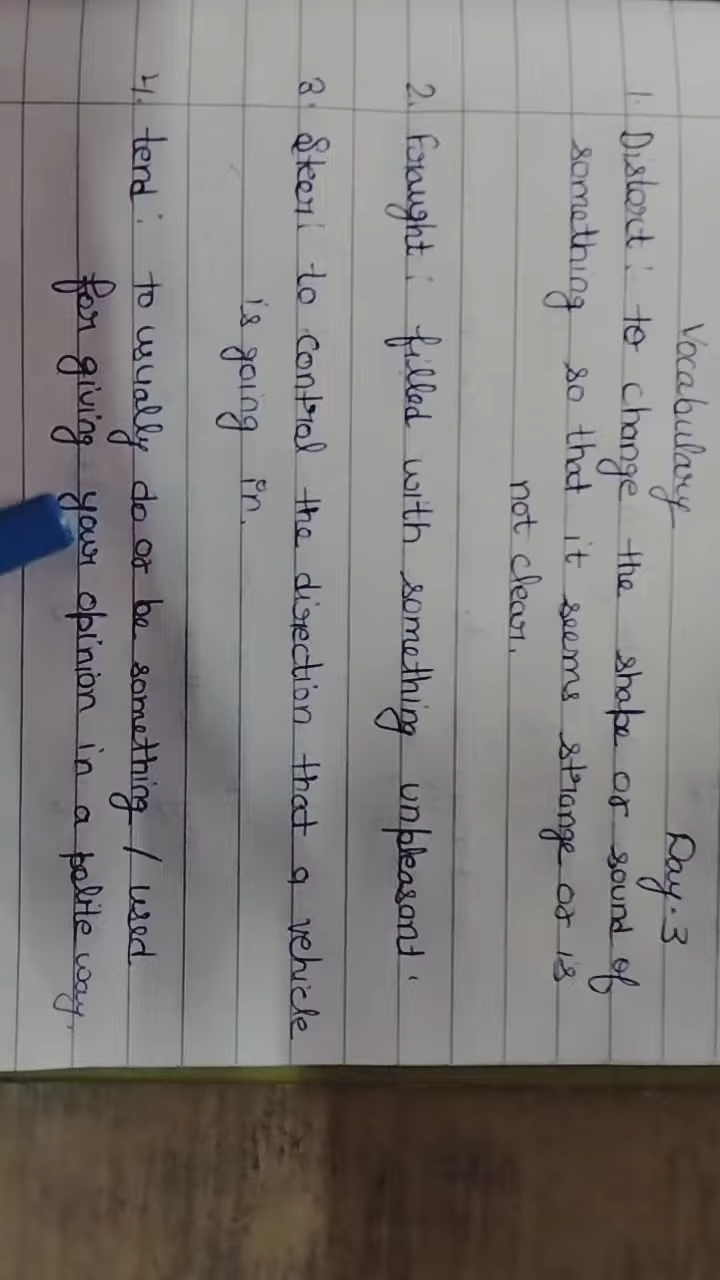 Vocabulary Day.3
1. Distort: to change the shape or sound of
something so that it seems strange or is
not clear.
2. Fraught: filled with something unpleasant.
3. Steer: to control the direction that a vehicle
is going in.
4. tend: to usually do or be something / used
for giving your opinion in a polite way.